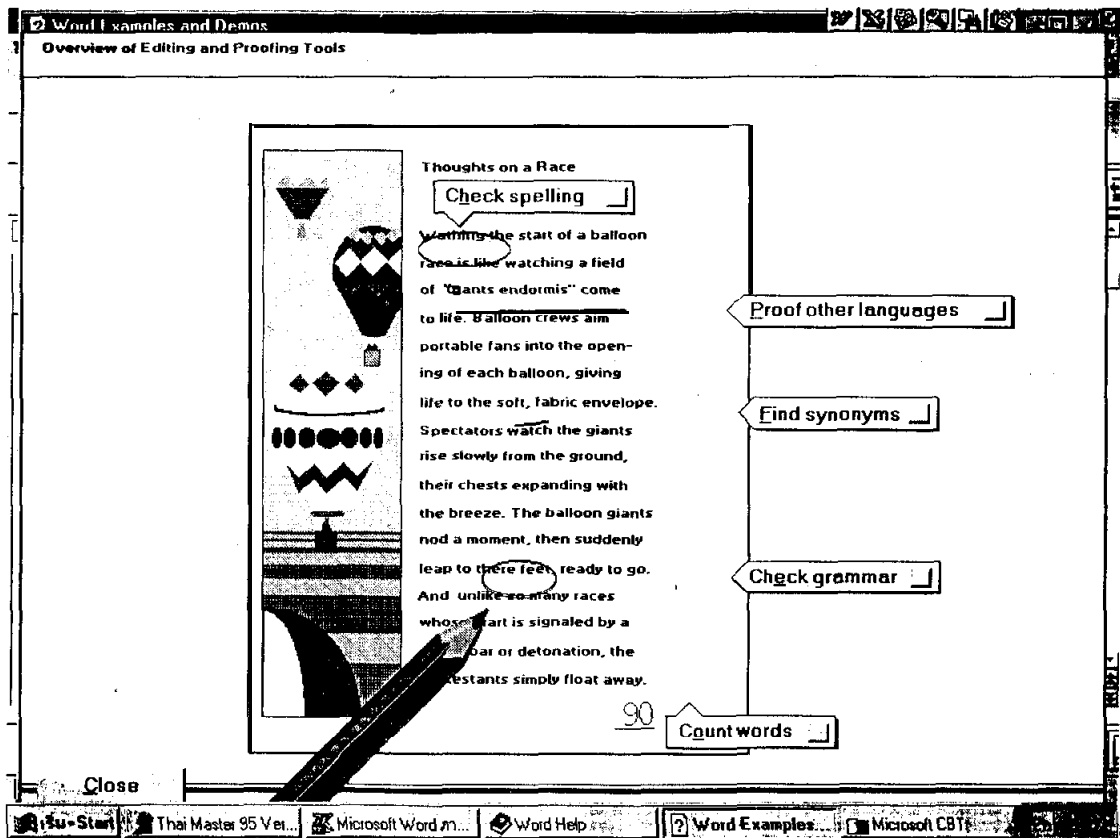 Word Examples and Demos
Overview of Editing and Proofing Tools
Thoughts on a Race
Check spelling
Wathing the start of a balloon
race is like watching a field
of "giants endormis" come
to life. Balloon crews aim
Proof other languages
portable fans into the open-
ing of each balloon, giving
life to the soft, fabric envelope.
Find synonyms
Spectators watch the giants
rise slowly from the ground,
their chests expanding with
the breeze. The balloon giants
nod a moment, then suddenly
leap to there feet, ready to go.
Check grammar
And unlike so many races
whose start is signaled by a
or detonation, the
simply float away.
90
Count words
Close
Start Thai Master 95 Ver... Microsoft Word Word Help Word Examples... Microsoft CBT